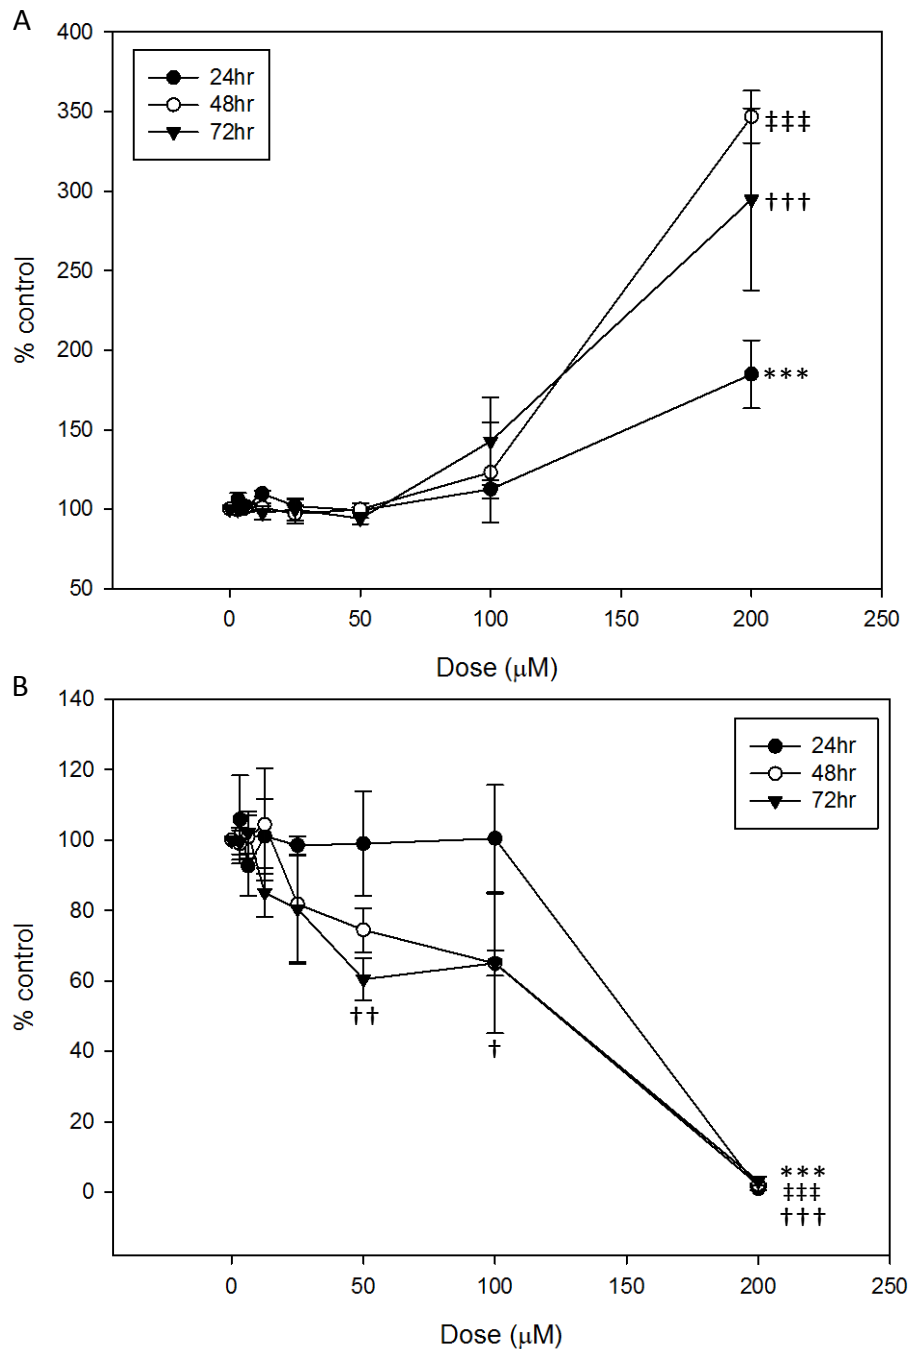 A
400
350
300
250
200
150
100
50
% control
24hr
48hr
72hr
‡‡‡
†††
***
0 50 100 150 200 250
Dose (μM)
B
140
120
100
80
60
40
20
0
% control
24hr
48hr
72hr
††
†
***
‡‡‡
†††
0 50 100 150 200 250
Dose (μM)